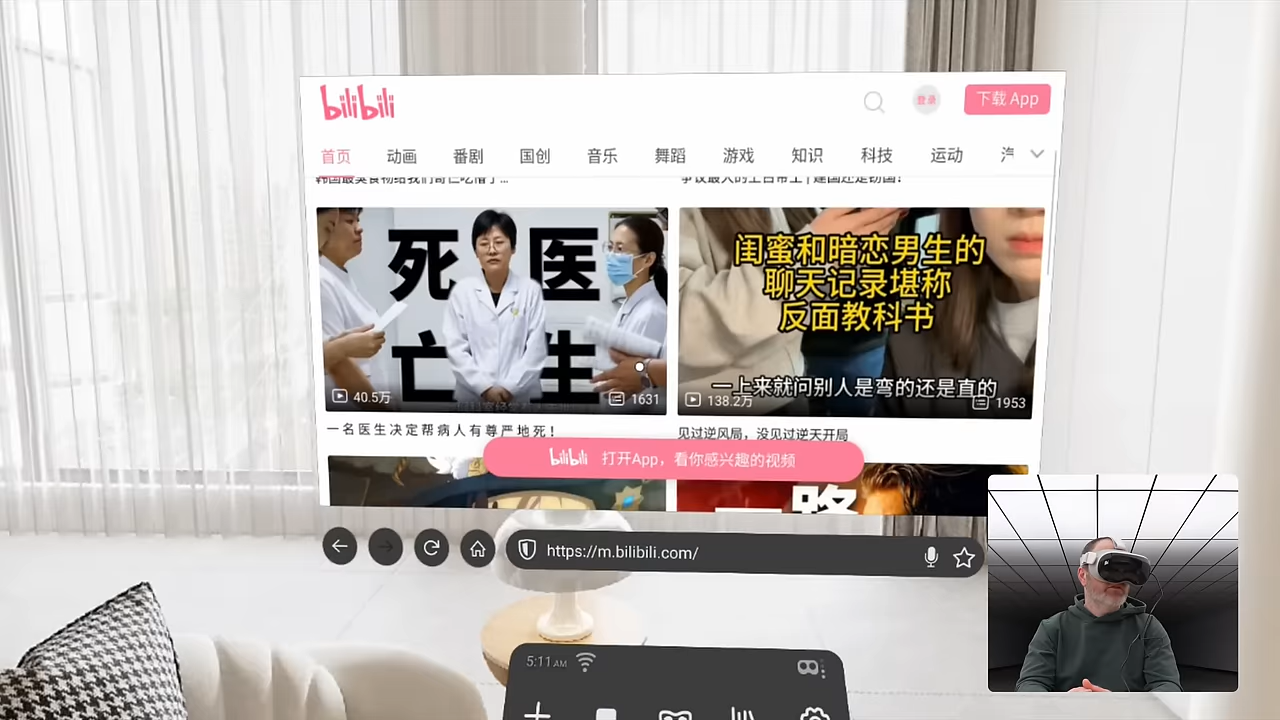 bilibili
登录
下载 App
首页 动画 番剧 国创 音乐 舞蹈 游戏 知识 科技 运动
死 医
亡 生
40.5万 1631
一名医生决定帮病人有尊严地死！
闺蜜和暗恋男生的
聊天记录堪称
反面教科书
一上来就问别人是弯的还是直的
138.2万 1953
见过逆风局，没见过逆天开局
bilibili 打开App，看你感兴趣的视频
https://m.bilibili.com/
5:11 AM